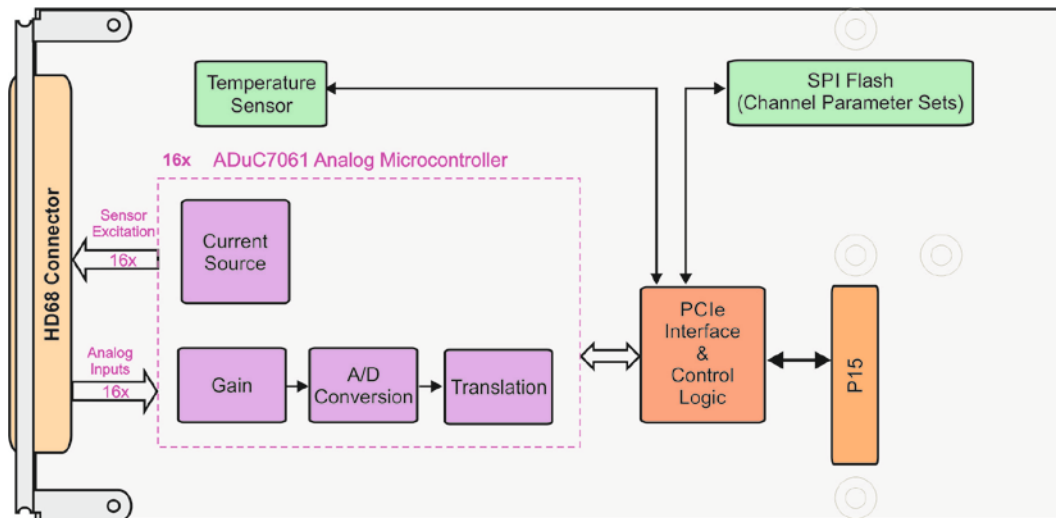 Temperature
Sensor
SPI Flash
(Channel Parameter Sets)
16x ADuC7061 Analog Microcontroller
HD68 Connector
Sensor
Excitation
16x
Current
Source
Analog
Inputs
16x
Gain
A/D
Conversion
Translation
PCIe
Interface
&
Control
Logic
P15